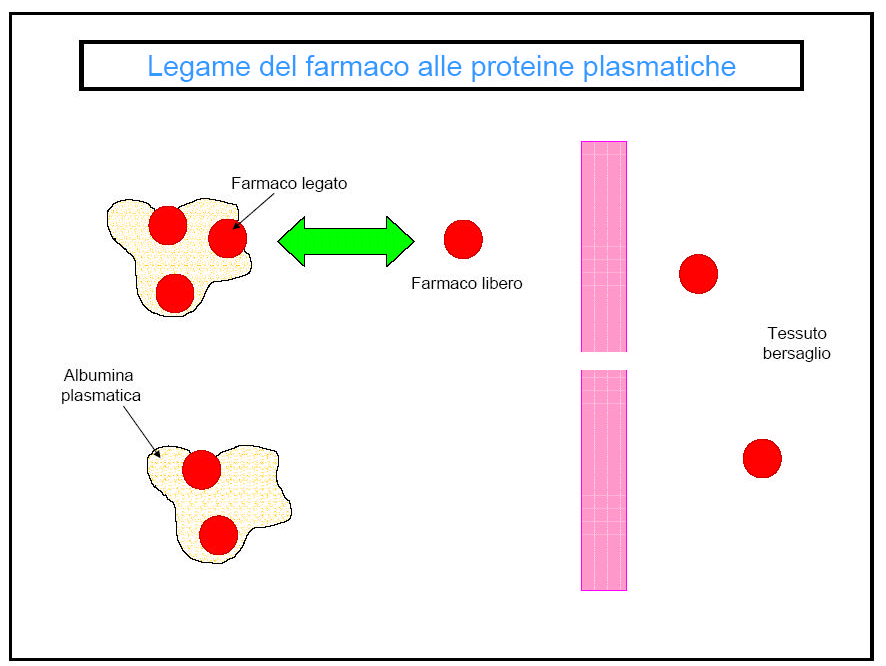 Legame del farmaco alle proteine plasmatiche
Farmaco legato
Farmaco libero
Tessuto
bersaglio
Albumina
plasmatica